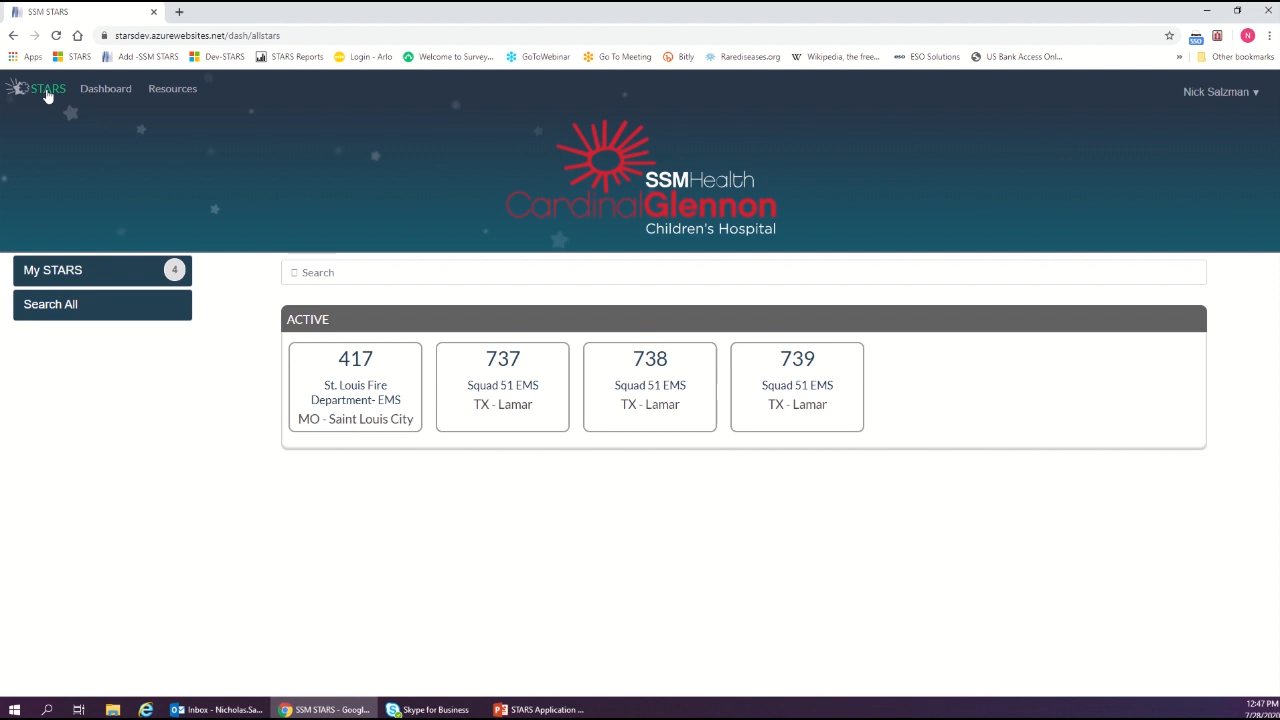 SSM STARS
starsdev.azurewebsites.net/dash/allstars
Apps STARS Add -SSM STARS Dev-STARS STARS Reports Login - Arlo Welcome to Survey... GoToWebinar Go To Meeting Bitly Rarediseases.org Wikipedia, the free... ESO Solutions US Bank Access Onl... » Other bookmarks
STARS Dashboard Resources Nick Salzman
SSMHealth
CardinalGlennon
Children's Hospital
My STARS 4
Search All
Search
ACTIVE
417
St. Louis Fire
Department- EMS
MO - Saint Louis City
737
Squad 51 EMS
TX - Lamar
738
Squad 51 EMS
TX - Lamar
739
Squad 51 EMS
TX - Lamar
Inbox - Nicholas.Sa... SSM STARS - Googl... Skype for Business STARS Application ...
12:47 PM